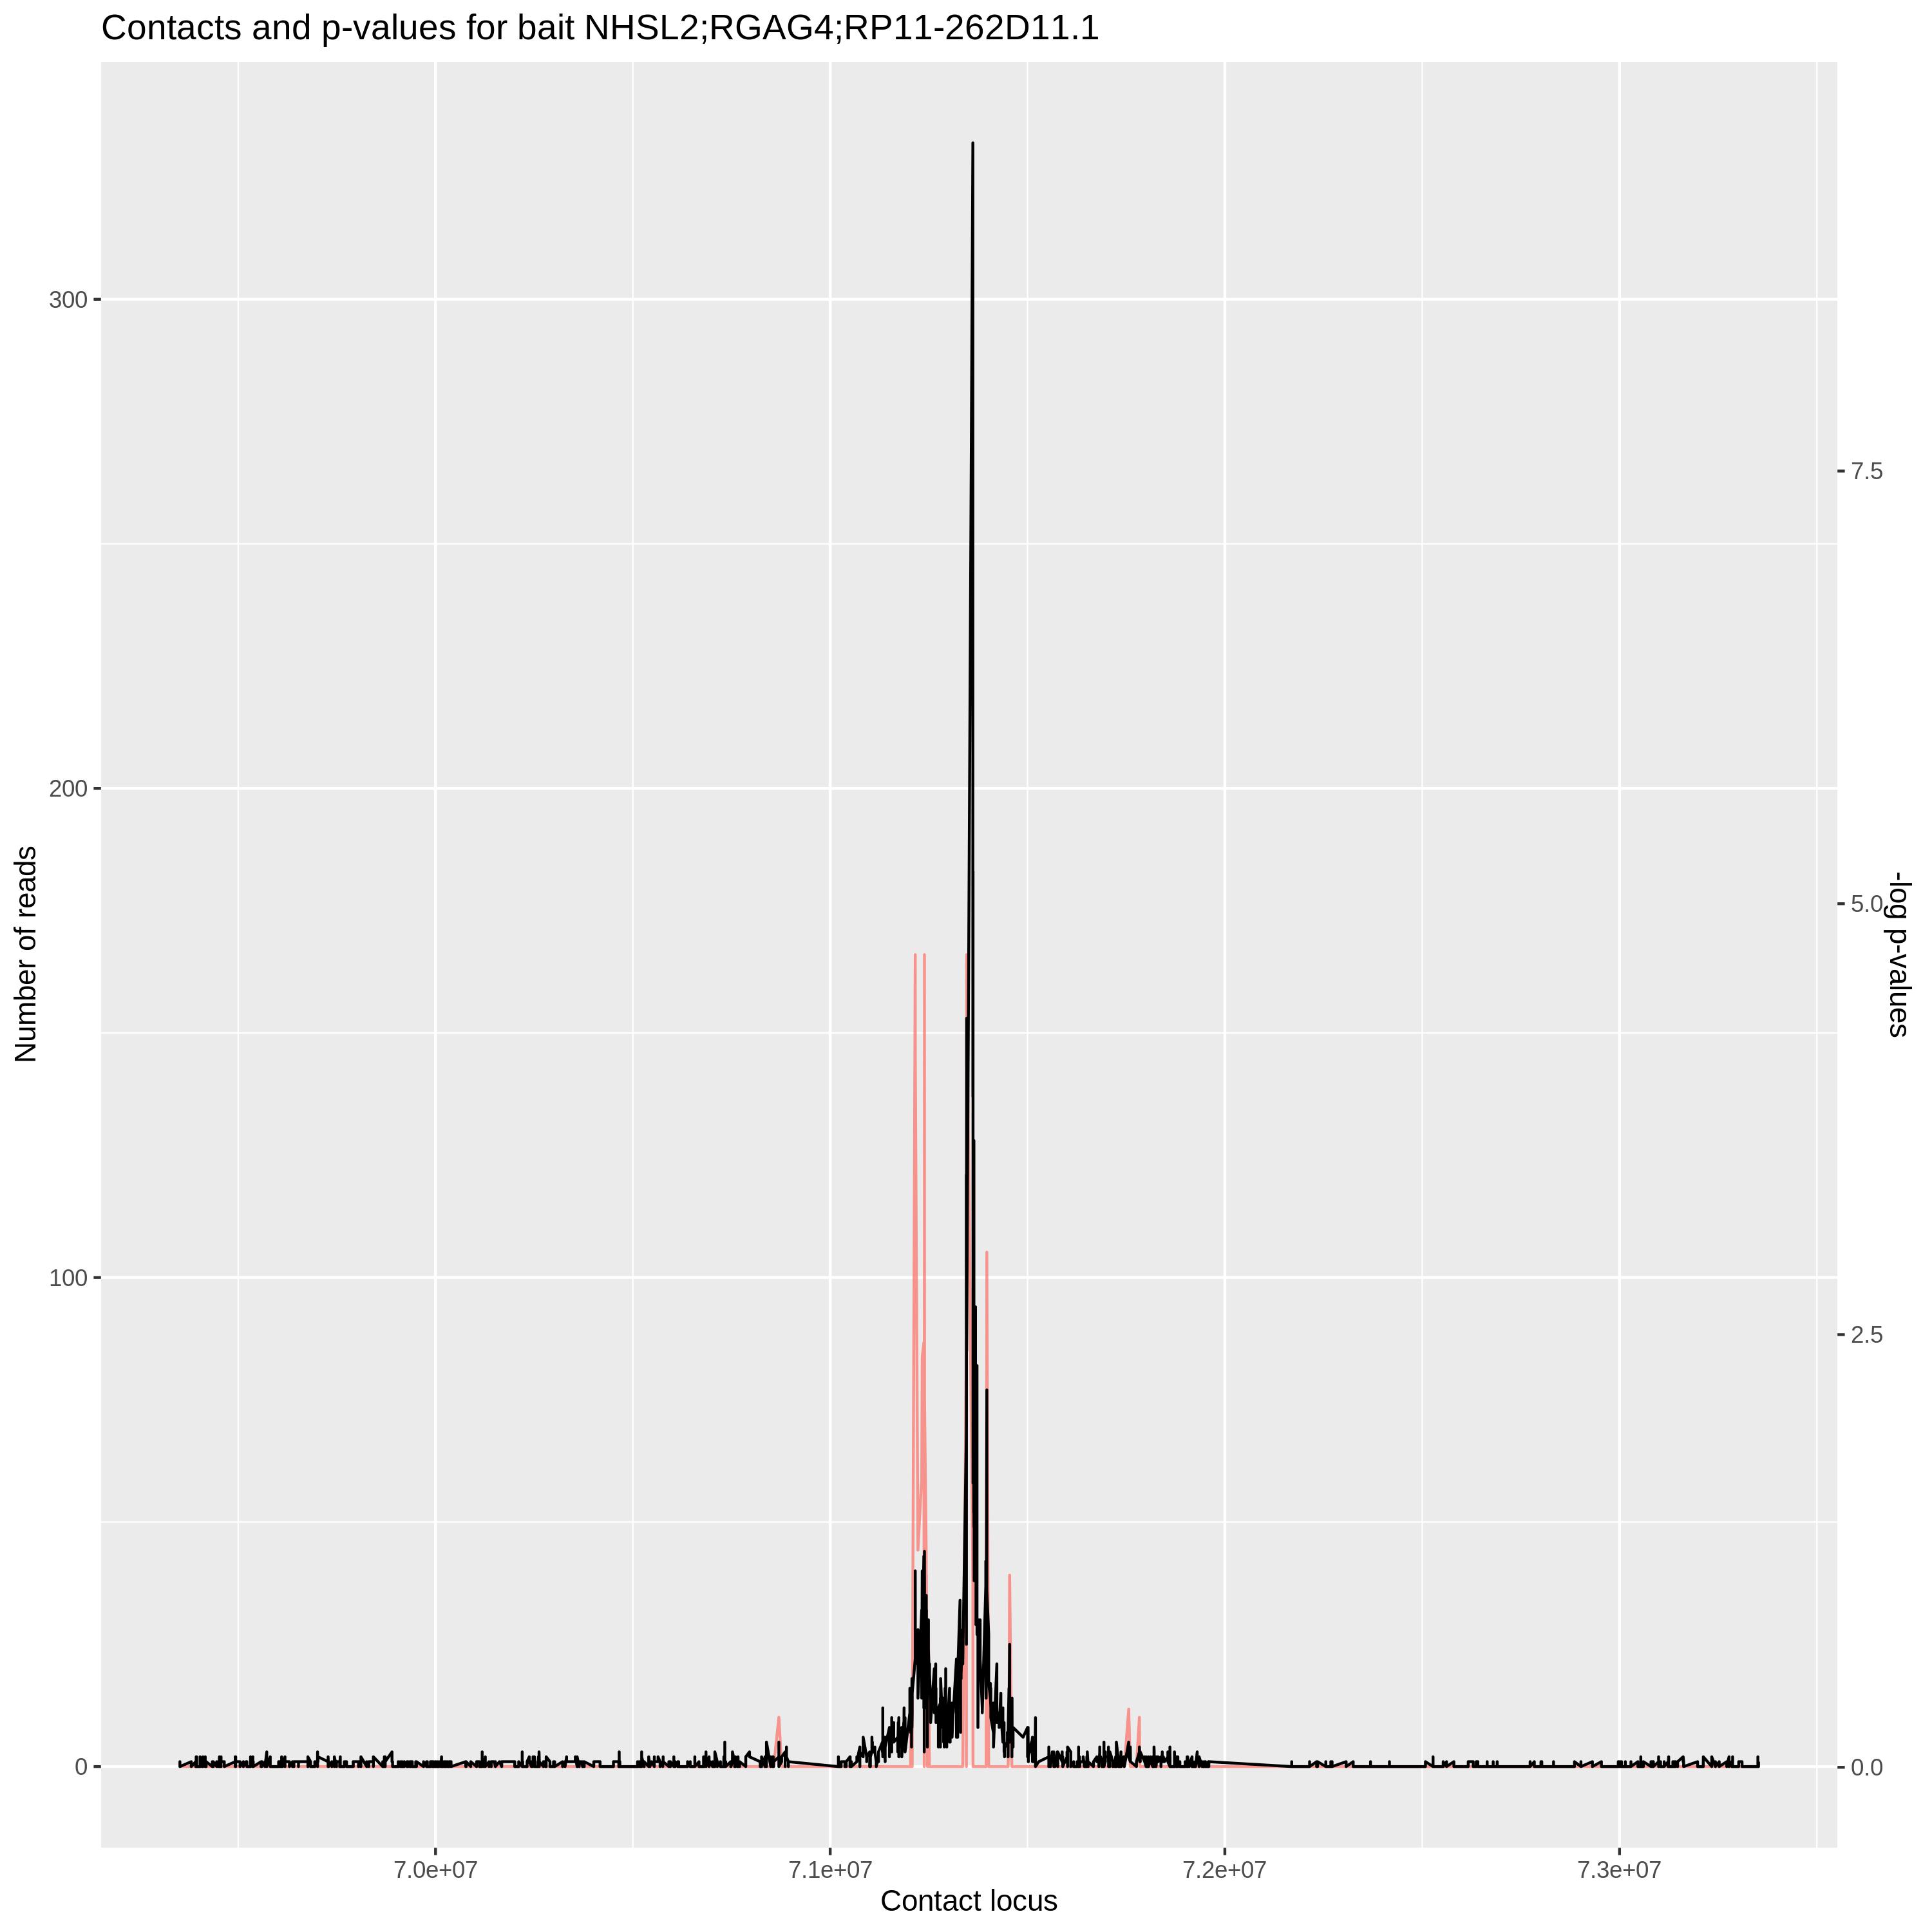 Contacts and p-values for bait NHSL2;RGAG4;RP11-262D11.1
Number of reads
300
200
100
0
7.5
5.0
2.5
0.0
-log p-values
7.0e+07
7.1e+07
7.2e+07
7.3e+07
Contact locus